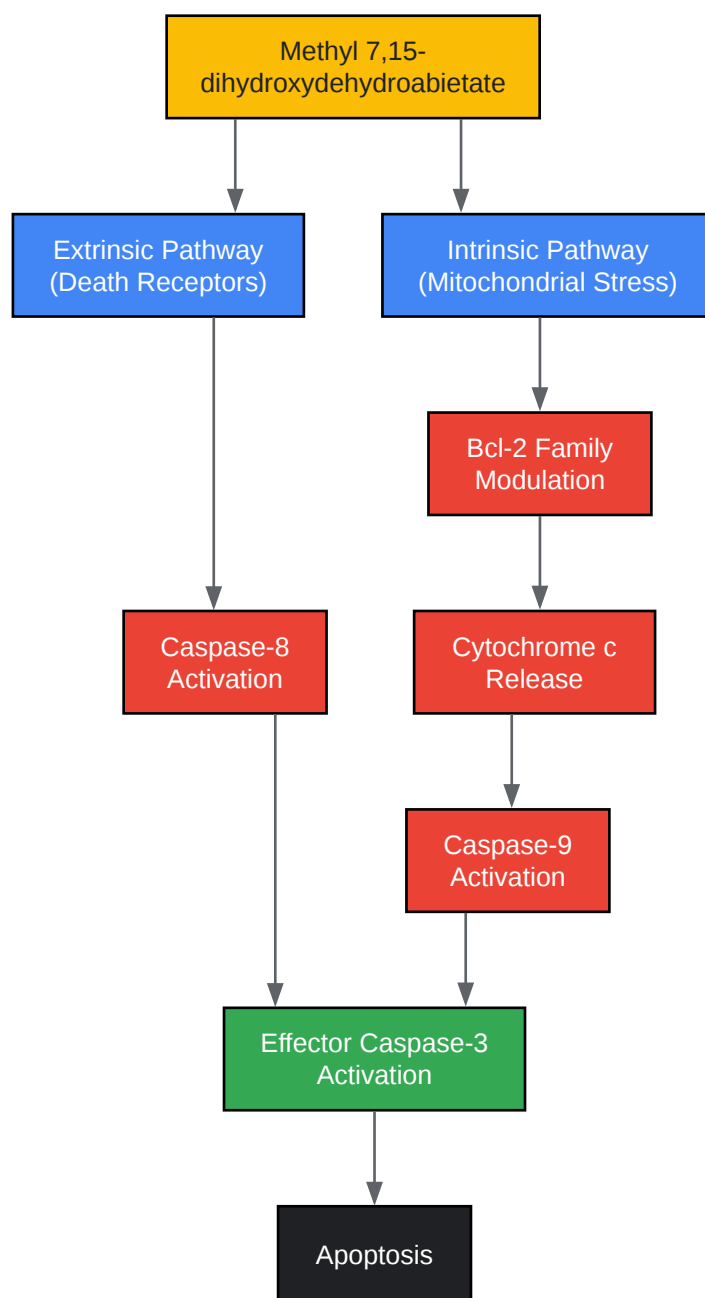 Methyl 7,15-
dihydroxydehydroabietate
Extrinsic Pathway
(Death Receptors)
Intrinsic Pathway
(Mitochondrial Stress)
Bcl-2 Family
Modulation
Caspase-8
Activation
Cytochrome c
Release
Caspase-9
Activation
Effector Caspase-3
Activation
Apoptosis